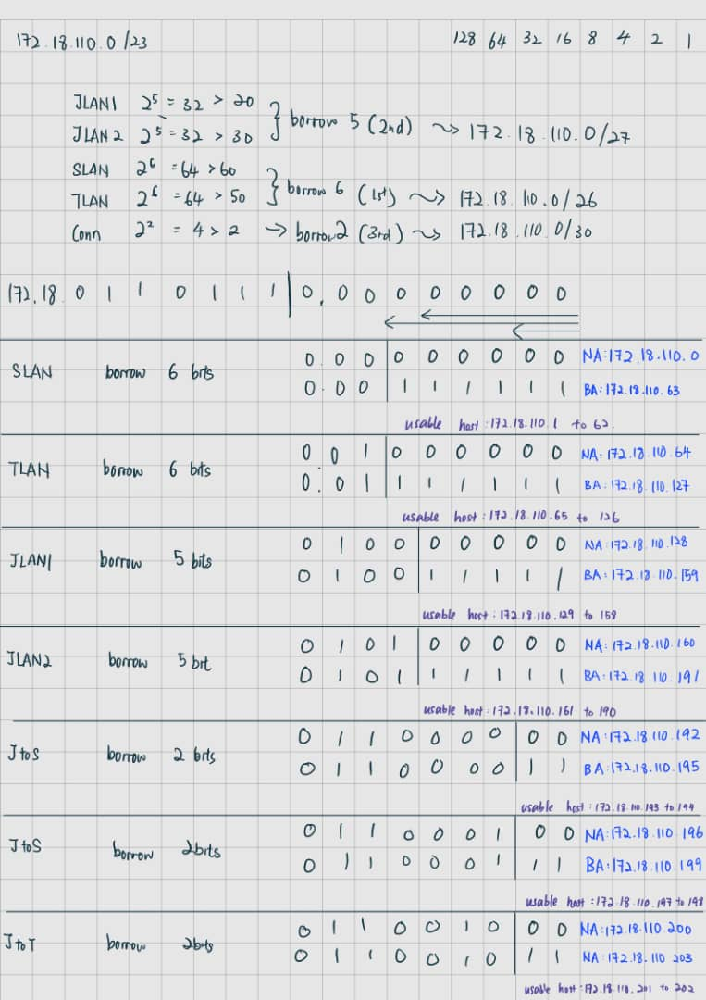 172.18.110.0 /23 128 64 32 16 8 4 2 1
JLAN1 2^5 = 32 > 20
JLAN 2 2^5 = 32 > 30 } borrow 5 (2nd) ~> 172.18.110.0/27
SLAN 2^6 = 64 > 60
TLAN 2^6 = 64 > 50 } borrow 6 (1st) ~> 172.18.110.0/26
Conn 2^2 = 4 > 2 → borrow 2 (3rd) ~> 172.18.110.0/30
172.18. 0 1 1 0 1 1 1 | 0.00 0 0 0 0 0 0
SLAN borrow 6 bits 0.00 0 0 0 0 0 0 NA:172.18.110.0
0.00 1 1 1 1 1 1 BA:172.18.110.63
usable host:172.18.110.1 to 62.
TLAN borrow 6 bits 0.01 0 0 0 0 0 0 NA:172.18.110.64
0.01 1 1 1 1 1 1 BA:172.18.110.127
usable host:172.18.110.65 to 126
JLAN1 borrow 5 bits 0 1 0 0 0 0 0 0 0 NA:172.18.110.128
0 1 0 0 1 1 1 1 1 BA:172.18.110.159
usable host:172.18.110.129 to 158
JLAN2 borrow 5 bit 0 1 0 1 0 0 0 0 0 NA:172.18.110.160
0 1 0 1 1 1 1 1 1 BA:172.18.110.191
usable host:172.18.110.161 to 190
J to S borrow 2 bits 0 1 1 0 0 0 0 0 0 NA:172.18.110.192
0 1 1 0 0 0 0 1 1 BA:172.18.110.195
usable host:172.18.110.193 to 194
J to S borrow 2bits 0 1 1 0 0 0 1 0 0 NA:172.18.110.196
0 1 1 0 0 0 1 1 1 BA:172.18.110.199
usable host:172.18.110.197 to 198
J to T borrow 2bits 0 1 1 0 0 1 0 0 0 NA:172.18.110.200
0 1 1 0 0 1 0 1 1 NA:172.18.110 203
usable host:172.18.110.201 to 202